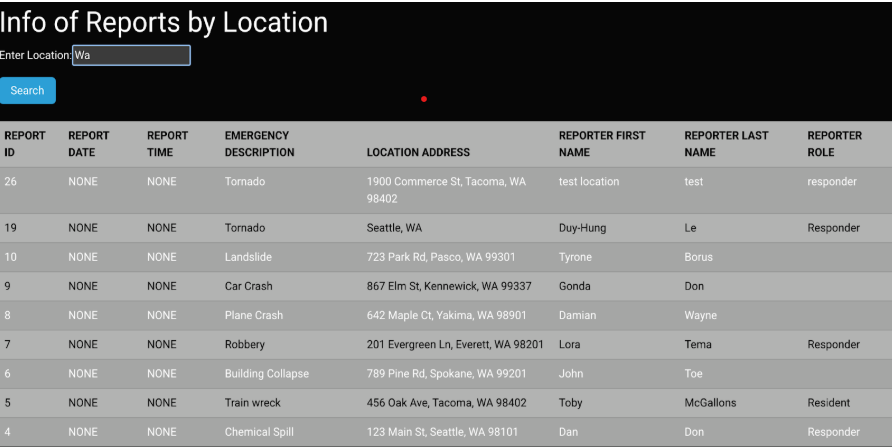 Info of Reports by Location
Enter Location: Wa
Search
REPORT ID REPORT DATE REPORT TIME EMERGENCY DESCRIPTION LOCATION ADDRESS REPORTER FIRST NAME REPORTER LAST NAME REPORTER ROLE
26 NONE NONE Tornado 1900 Commerce St, Tacoma, WA 98402 test location test responder
19 NONE NONE Tornado Seattle, WA Duy-Hung Le Responder
10 NONE NONE Landslide 723 Park Rd, Pasco, WA 99301 Tyrone Borus
9 NONE NONE Car Crash 867 Elm St, Kennewick, WA 99337 Gonda Don
8 NONE NONE Plane Crash 642 Maple Ct, Yakima, WA 98901 Damian Wayne
7 NONE NONE Robbery 201 Evergreen Ln, Everett, WA 98201 Lora Tema Responder
6 NONE NONE Building Collapse 789 Pine Rd, Spokane, WA 99201 John Toe
5 NONE NONE Train wreck 456 Oak Ave, Tacoma, WA 98402 Toby McGallons Resident
4 NONE NONE Chemical Spill 123 Main St, Seattle, WA 98101 Dan Don Responder